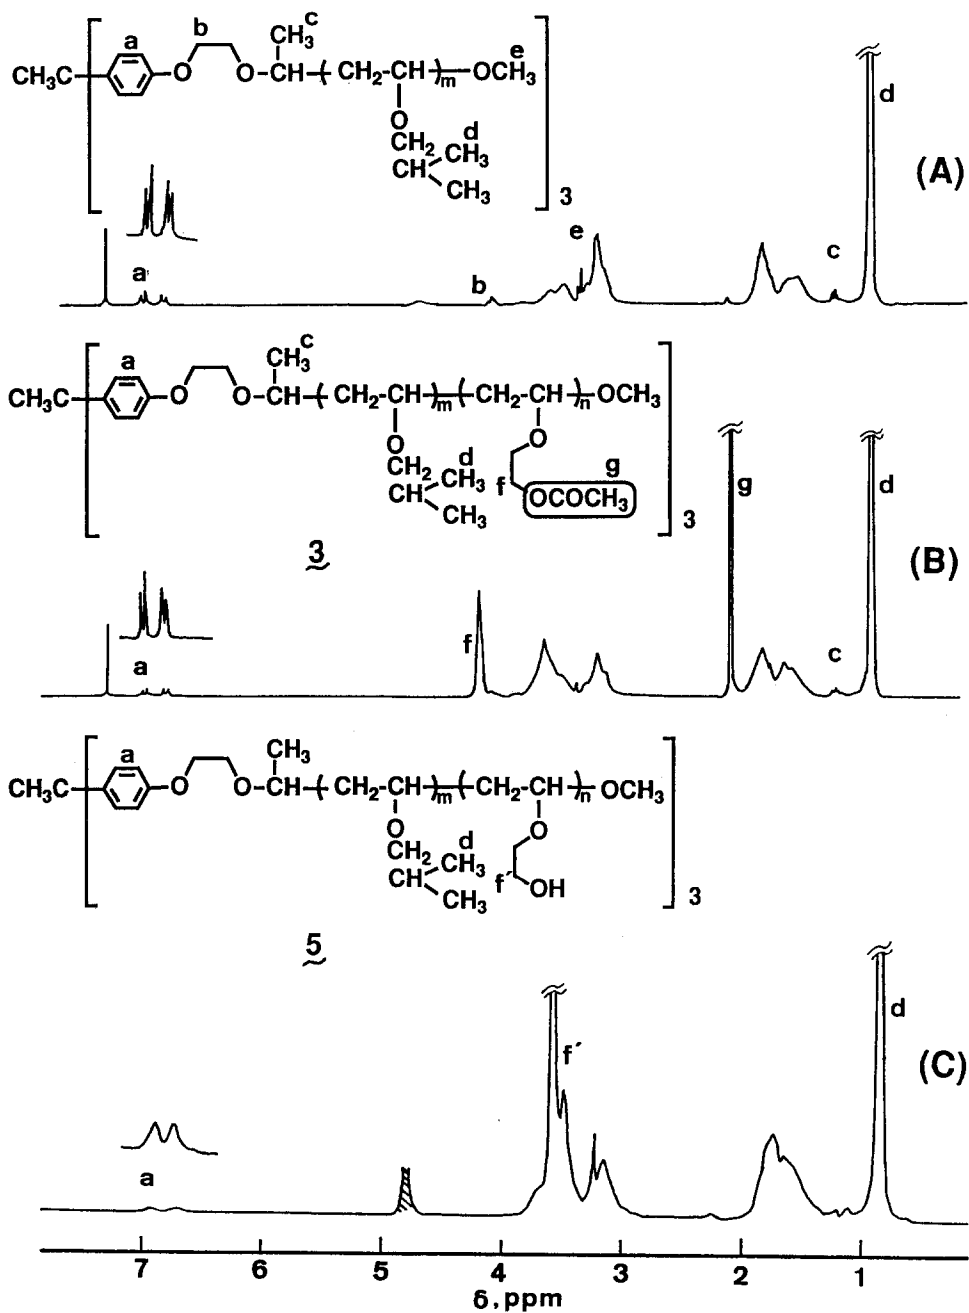 CH₃C a O b O CH₃ᶜ CH ( CH₂-CH )m OCH₃ e
O
CH₂ d
CH CH₃
CH₃
3
(A)
a b e c d
CH₃C a O O CH₃ᶜ CH ( CH₂-CH )m ( CH₂-CH )n OCH₃
O O
CH₂ d
CH CH₃ f OCOCH₃ g
CH₃
3
3
(B)
a f g c d
CH₃C a O O CH₃ CH ( CH₂-CH )m ( CH₂-CH )n OCH₃
O O
CH₂ d
CH CH₃ f´ OH
CH₃
3
5
(C)
a f´ d
7 6 5 4 3 2 1
δ, ppm